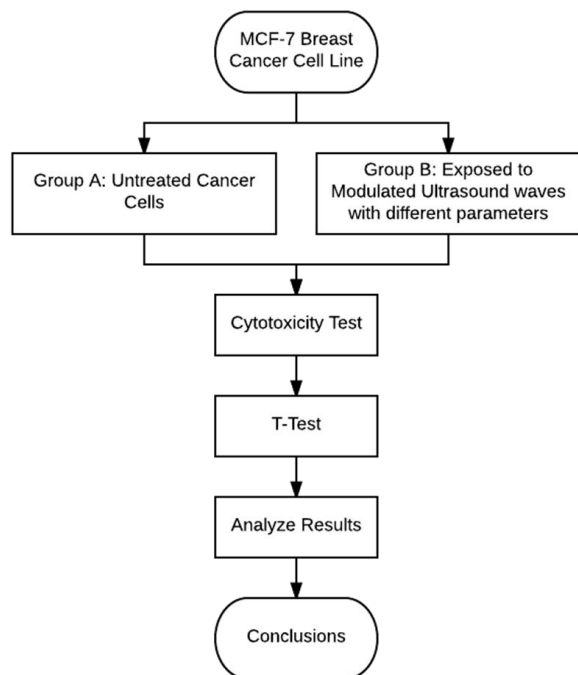 MCF-7 Breast
Cancer Cell Line
Group A: Untreated Cancer
Cells
Group B: Exposed to
Modulated Ultrasound waves
with different parameters
Cytotoxicity Test
T-Test
Analyze Results
Conclusions